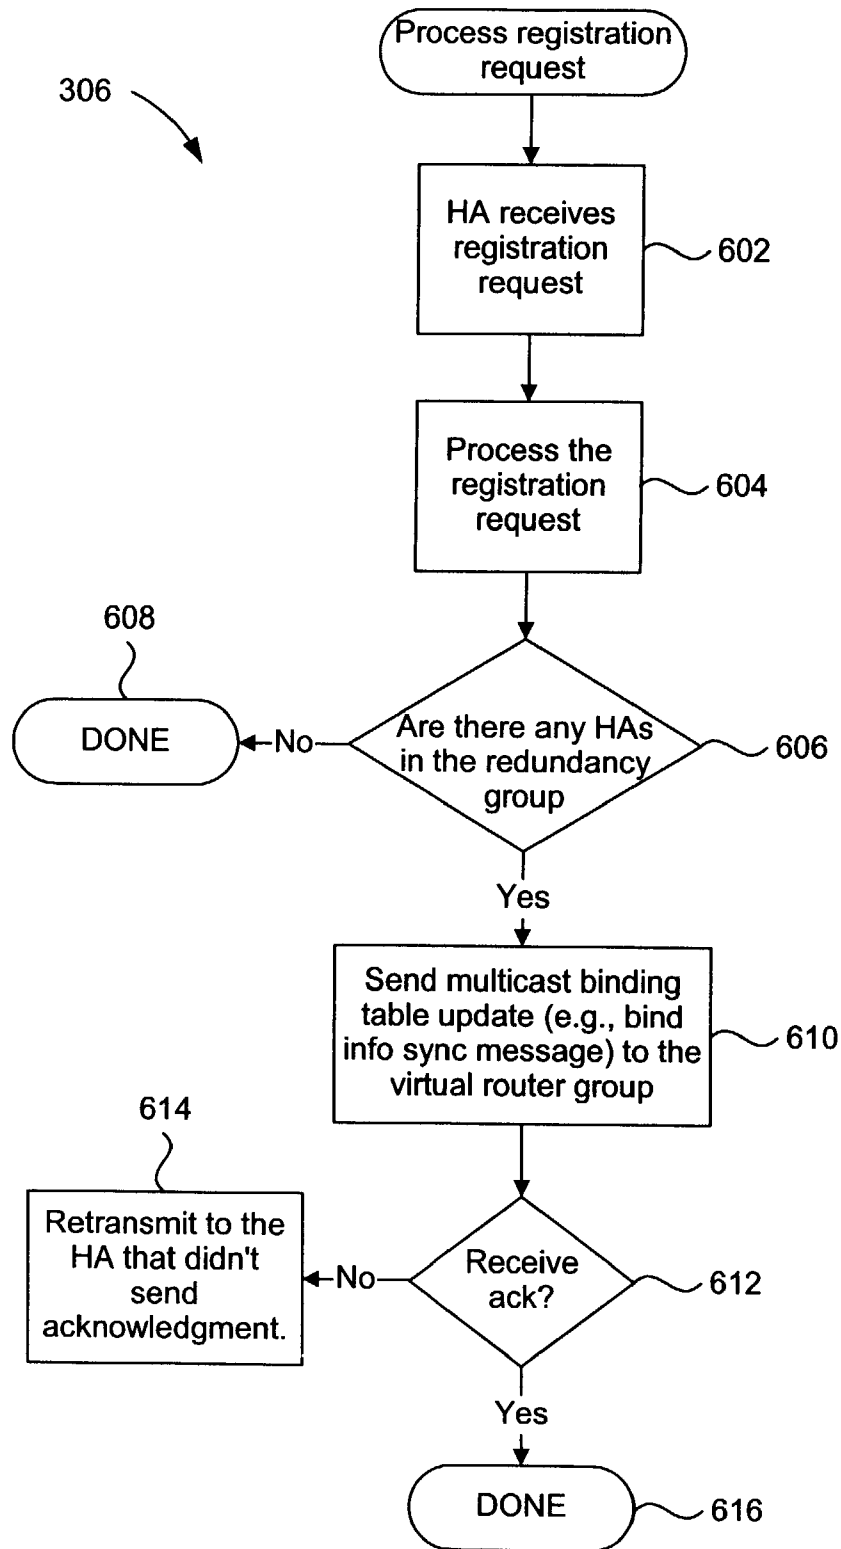 Process registration
request
306
HA receives
registration
request
602
Process the
registration
request
604
608
DONE
No
Are there any HAs
in the redundancy
group
606
Yes
Send multicast binding
table update (e.g., bind
info sync message) to the
virtual router group
610
614
Retransmit to the
HA that didn't
send
acknowledgment.
No
Receive
ack?
612
Yes
DONE
616